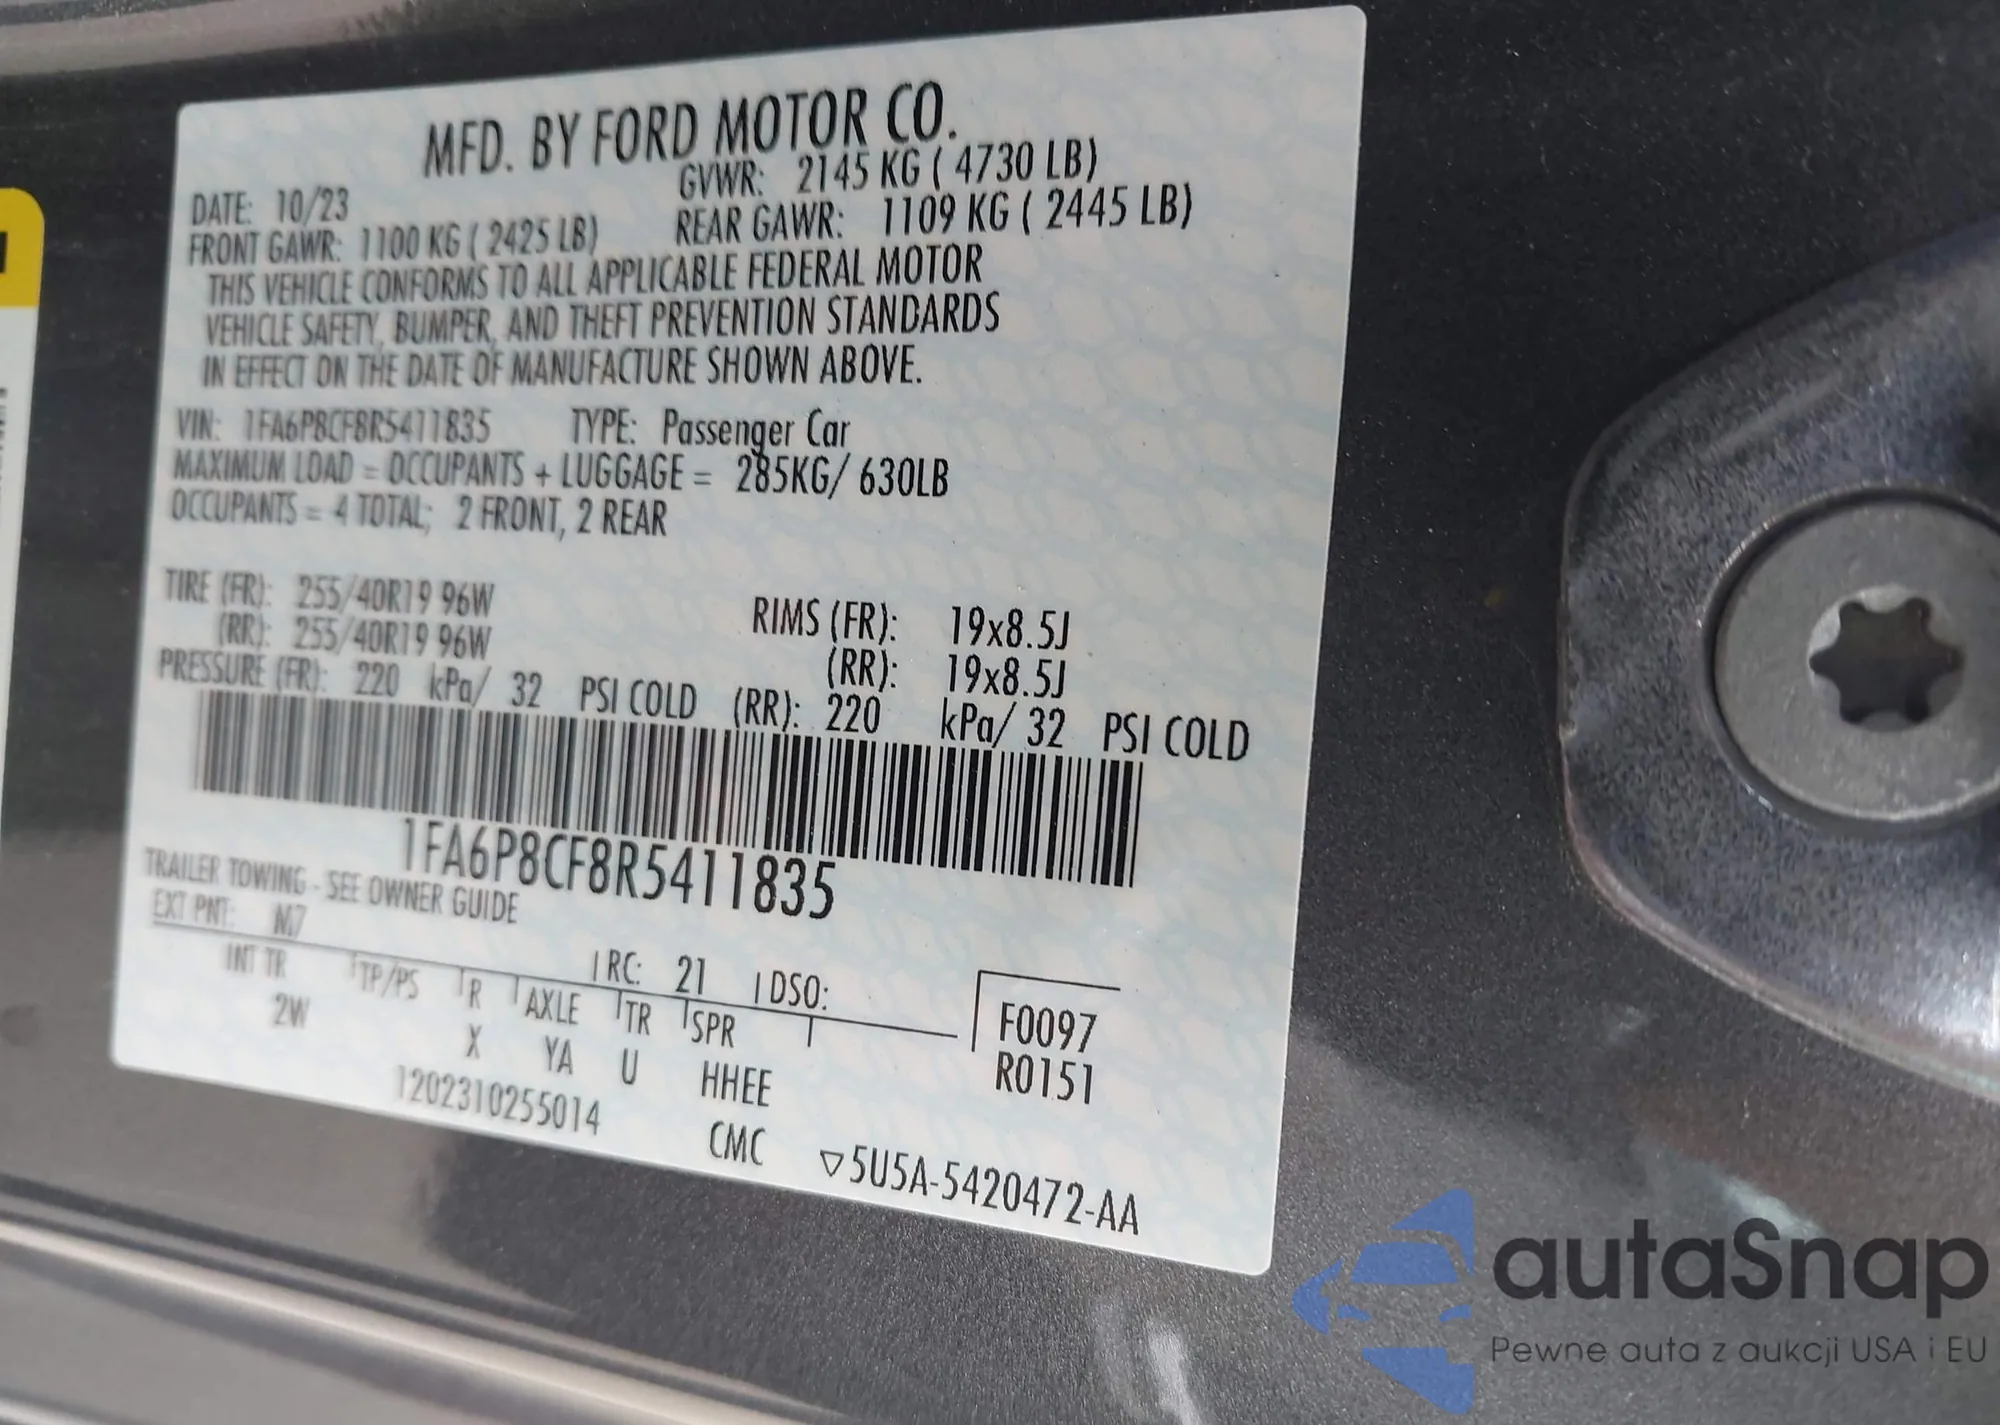 MFD. BY FORD MOTOR CO.
DATE: 10/23 GVWR: 2145 KG ( 4730 LB)
FRONT GAWR: 1100 KG ( 2425 LB) REAR GAWR: 1109 KG ( 2445 LB)
THIS VEHICLE CONFORMS TO ALL APPLICABLE FEDERAL MOTOR
VEHICLE SAFETY, BUMPER, AND THEFT PREVENTION STANDARDS
IN EFFECT ON THE DATE OF MANUFACTURE SHOWN ABOVE.
VIN: 1FA6P8CF8R5411835 TYPE: Passenger Car
MAXIMUM LOAD = OCCUPANTS + LUGGAGE = 285KG/ 630LB
OCCUPANTS = 4 TOTAL; 2 FRONT, 2 REAR
TIRE (FR): 255/40R19 96W RIMS (FR): 19x8.5J
(RR): 255/40R19 96W (RR): 19x8.5J
PRESSURE (FR): 220 kPa/ 32 PSI COLD (RR): 220 kPa/ 32 PSI COLD
1FA6P8CF8R5411835
TRAILER TOWING - SEE OWNER GUIDE
EXT PNT: M7 RC: 21 DSO:
INT TR TP/PS R AXLE TR SPR F0097
2W X YA U HHEE R0151
1202310255014 CMC ▽5U5A-5420472-AA
autaSnap
Pewne auta z aukcji USA i EU